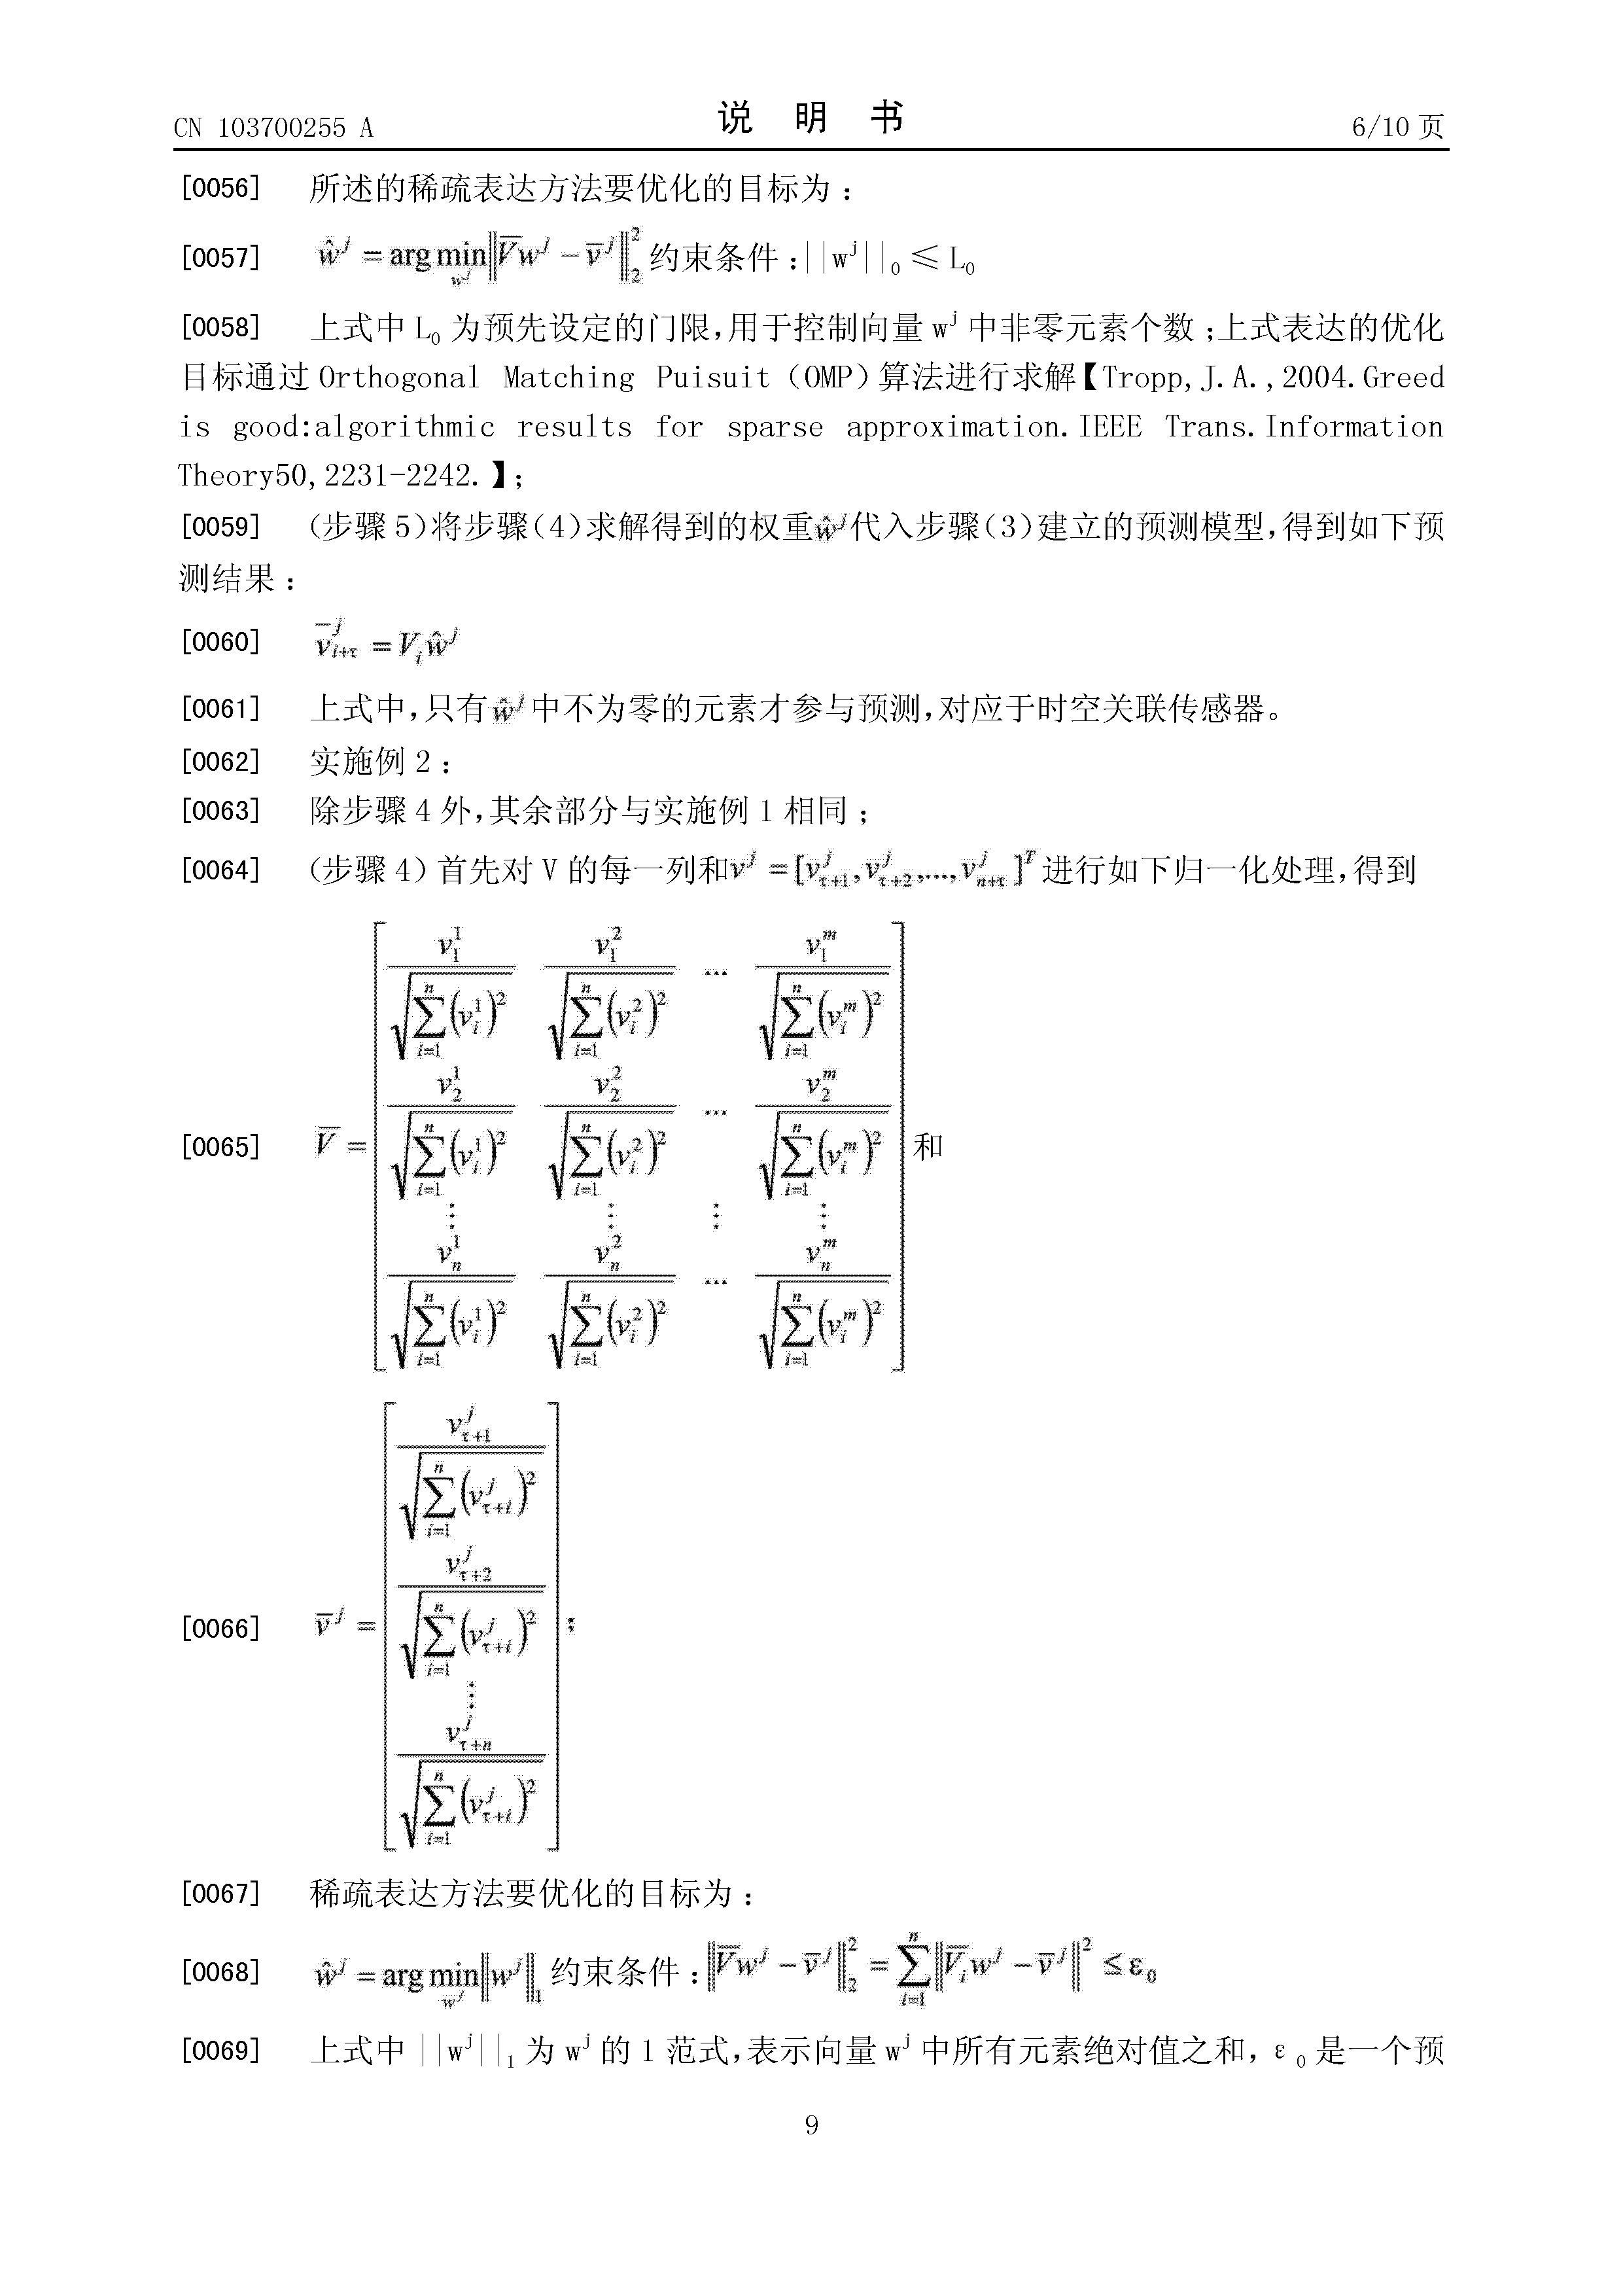 CN 103700255 A 说 明 书 6/10 页
[0056] 所述的稀疏表达方法要优化的目标为：
[0057] $\hat{w}^j = \arg\min_{w^j} \left\| \overline{V} w^j - \overline{v}^j \right\|_2^2$ 约束条件：||w^j||_0 ≤ L_0
[0058] 上式中 L_0 为预先设定的门限，用于控制向量 w^j 中非零元素个数；上式表达的优化
目标通过 Orthogonal Matching Puisuit（OMP）算法进行求解【Tropp, J. A., 2004. Greed
is good:algorithmic results for sparse approximation. IEEE Trans. Information
Theory50, 2231-2242.】；
[0059] (步骤 5)将步骤(4)求解得到的权重 $\hat{w}^j$ 代入步骤(3)建立的预测模型，得到如下预
测结果：
[0060] $\overline{v}_{i+\tau}^j = V_i \hat{w}^j$
[0061] 上式中，只有 $\hat{w}^j$ 中不为零的元素才参与预测，对应于时空关联传感器。
[0062] 实施例 2：
[0063] 除步骤 4 外，其余部分与实施例 1 相同；
[0064] (步骤 4) 首先对 V 的每一列和 $v^j = [v_{\tau+1}^j, v_{\tau+2}^j, ..., v_{n+\tau}^j]^T$ 进行如下归一化处理，得到
[0065] $\overline{V} = \begin{bmatrix} \frac{v_1^1}{\sqrt{\sum_{i=1}^n (v_i^1)^2}} & \frac{v_1^2}{\sqrt{\sum_{i=1}^n (v_i^2)^2}} & \cdots & \frac{v_1^m}{\sqrt{\sum_{i=1}^n (v_i^m)^2}} \\ \frac{v_2^1}{\sqrt{\sum_{i=1}^n (v_i^1)^2}} & \frac{v_2^2}{\sqrt{\sum_{i=1}^n (v_i^2)^2}} & \cdots & \frac{v_2^m}{\sqrt{\sum_{i=1}^n (v_i^m)^2}} \\ \vdots & \vdots & \vdots & \vdots \\ \frac{v_n^1}{\sqrt{\sum_{i=1}^n (v_i^1)^2}} & \frac{v_n^2}{\sqrt{\sum_{i=1}^n (v_i^2)^2}} & \cdots & \frac{v_n^m}{\sqrt{\sum_{i=1}^n (v_i^m)^2}} \end{bmatrix}$ 和
[0066] $\overline{v}^j = \begin{bmatrix} \frac{v_{\tau+1}^j}{\sqrt{\sum_{i=1}^n (v_{\tau+i}^j)^2}} \\ \frac{v_{\tau+2}^j}{\sqrt{\sum_{i=1}^n (v_{\tau+i}^j)^2}} \\ \vdots \\ \frac{v_{\tau+n}^j}{\sqrt{\sum_{i=1}^n (v_{\tau+i}^j)^2}} \end{bmatrix}$；
[0067] 稀疏表达方法要优化的目标为：
[0068] $\hat{w}^j = \arg\min_{w^j} \left\| w^j \right\|_1$ 约束条件：$\left\| \overline{V} w^j - \overline{v}^j \right\|_2^2 = \sum_{i=1}^n \left\| \overline{V}_i w^j - \overline{v}^j \right\|^2 \le \varepsilon_0$
[0069] 上式中 ||w^j||_1 为 w^j 的 1 范式，表示向量 w^j 中所有元素绝对值之和，ε_0 是一个预
9